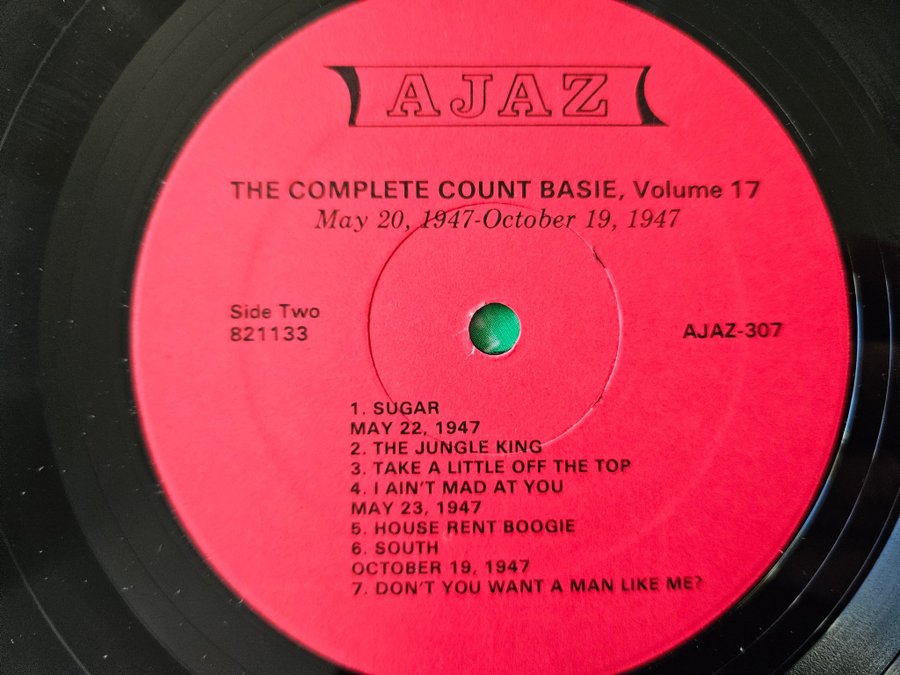 AJAZ
THE COMPLETE COUNT BASIE, Volume 17
May 20, 1947-October 19, 1947
Side Two
821133
AJAZ-307
1. SUGAR
MAY 22, 1947
2. THE JUNGLE KING
3. TAKE A LITTLE OFF THE TOP
4. I AIN'T MAD AT YOU
MAY 23, 1947
5. HOUSE RENT BOOGIE
6. SOUTH
OCTOBER 19, 1947
7. DON'T YOU WANT A MAN LIKE ME?